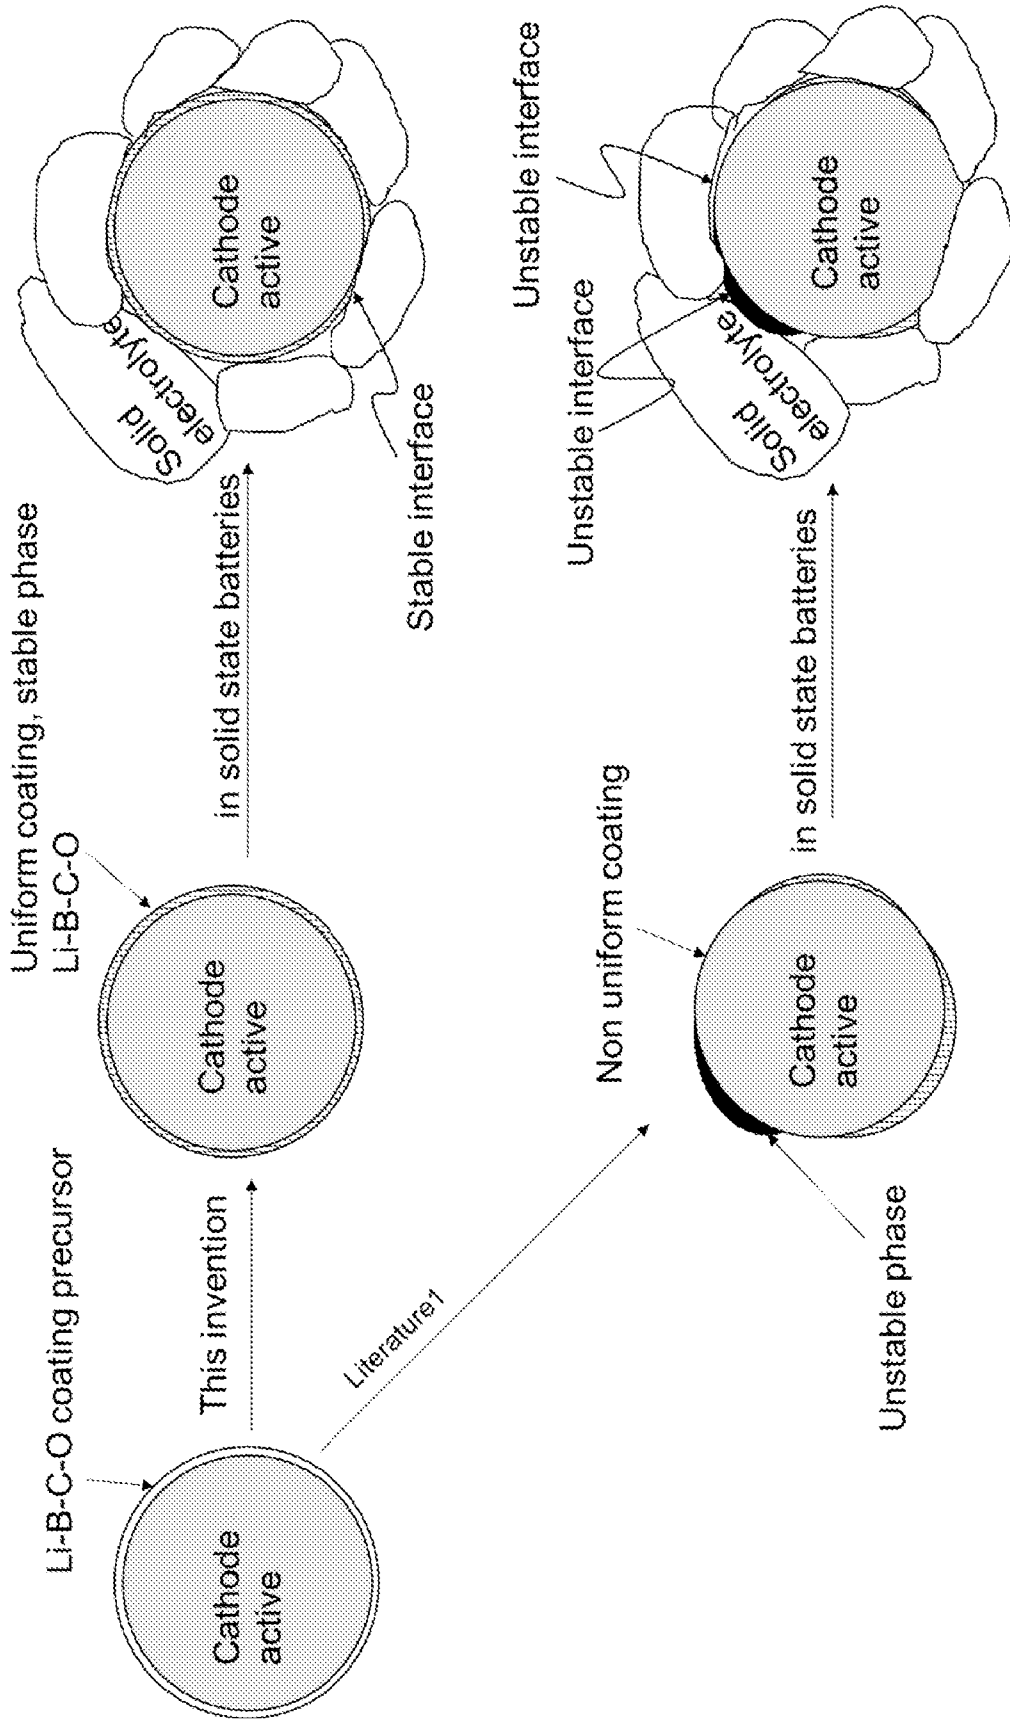 Li-B-C-O coating precursor
Cathode
active
This invention
Literature1
Uniform coating, stable phase
Li-B-C-O
Cathode
active
in solid state batteries
Solid
electrolyte
Cathode
active
Stable interface
Non uniform coating
Cathode
active
Unstable phase
in solid state batteries
Unstable interface
Unstable interface
Solid
electrolyte
Cathode
active